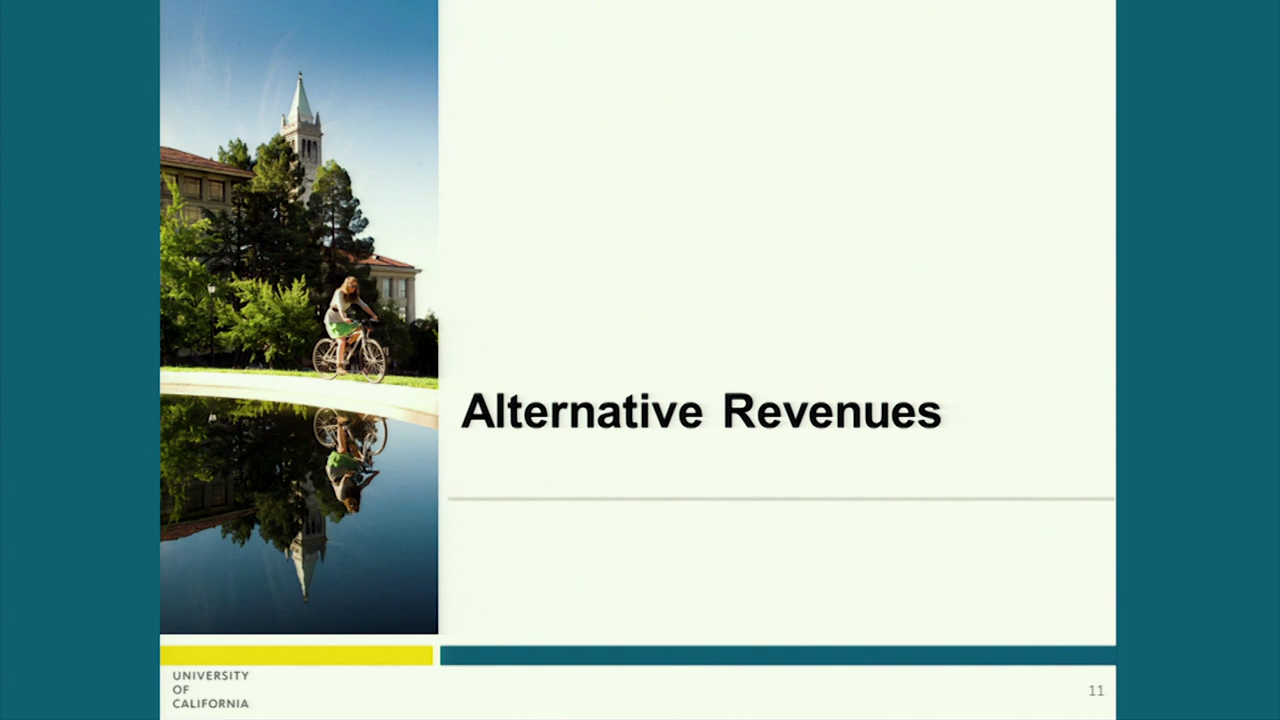 Alternative Revenues
UNIVERSITY
OF
CALIFORNIA
11